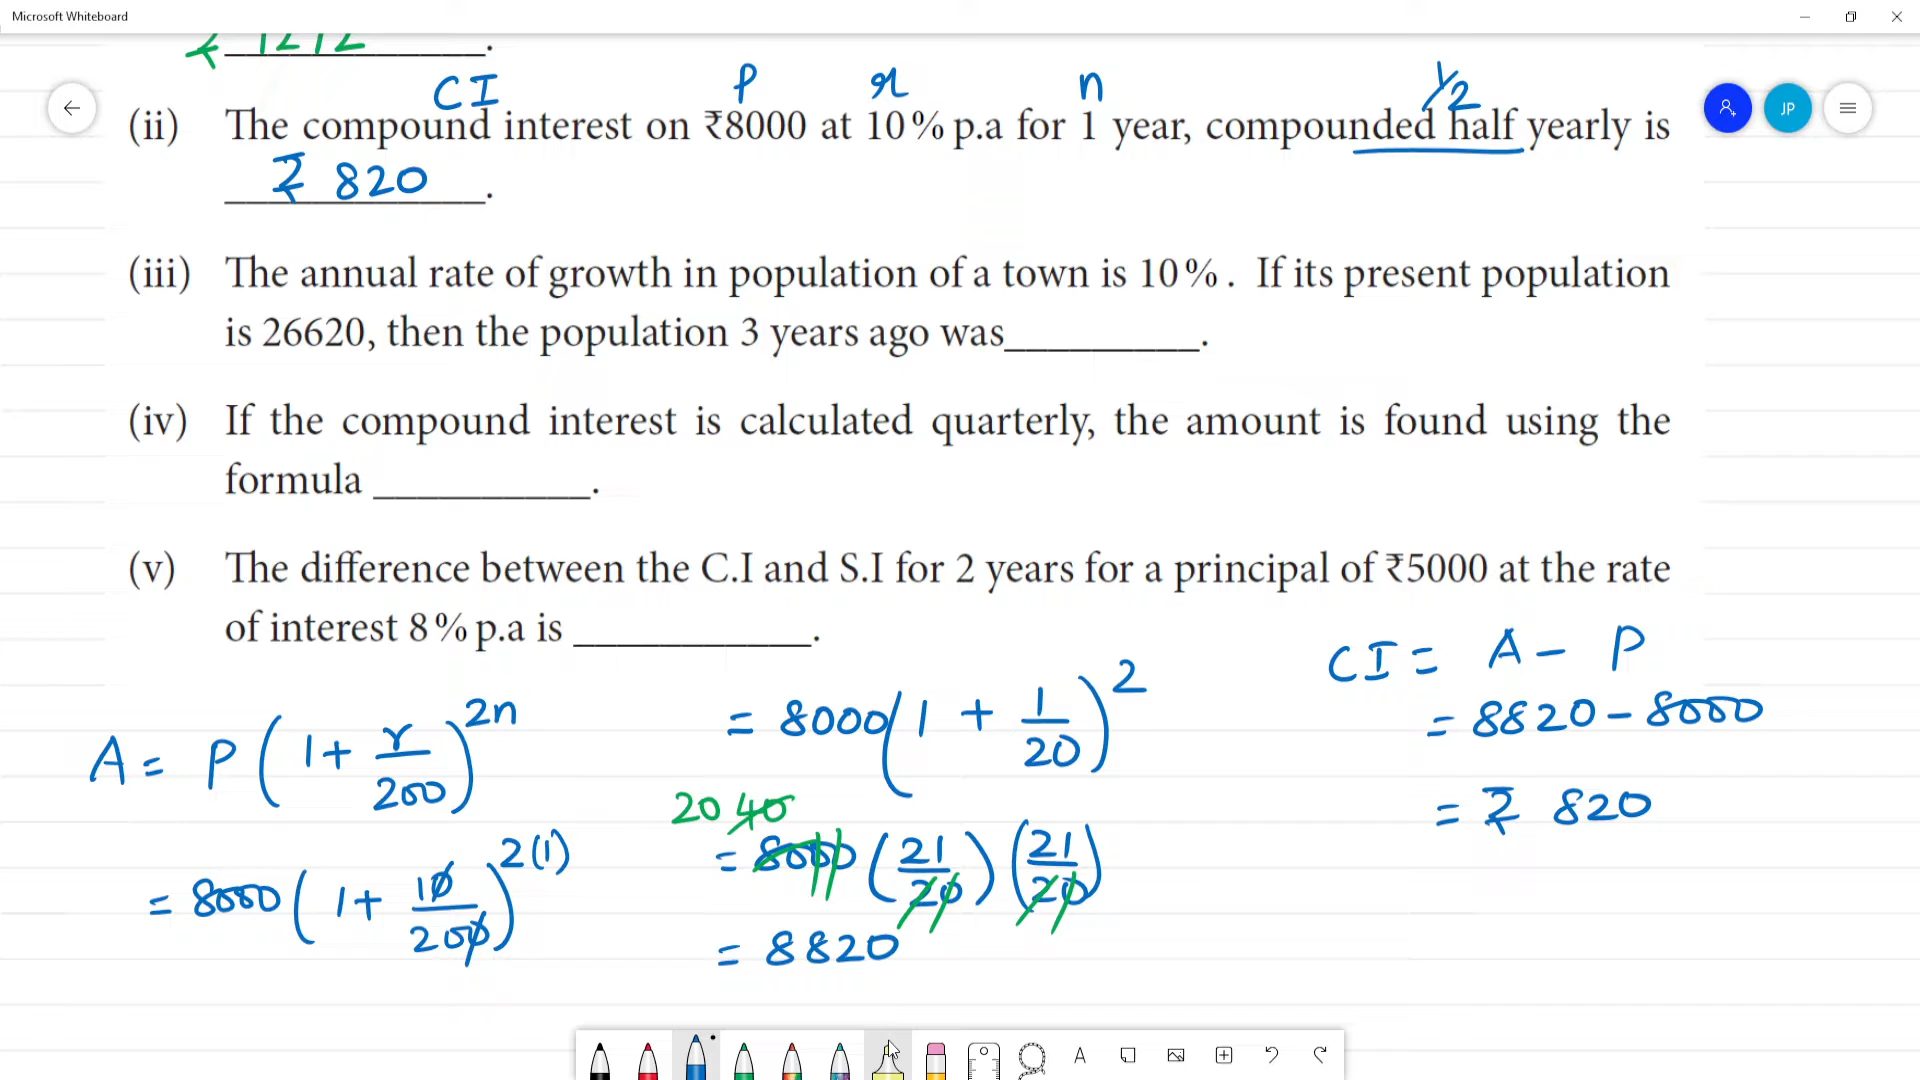 Microsoft Whiteboard
₹ 1272.
CI P r n 1/2
(ii) The compound interest on ₹8000 at 10% p.a for 1 year, compounded half yearly is
₹ 820.
JP
(iii) The annual rate of growth in population of a town is 10%. If its present population
is 26620, then the population 3 years ago was_________.
(iv) If the compound interest is calculated quarterly, the amount is found using the
formula __________.
(v) The difference between the C.I and S.I for 2 years for a principal of ₹5000 at the rate
of interest 8% p.a is ___________.
A = P(1 + r/200)^2n
= 8000(1 + 10/200)^2(1)
= 8000(1 + 1/20)^2
20 40
= 8000(21/20)(21/20)
= 8820
CI = A - P
= 8820 - 8000
= ₹ 820
A